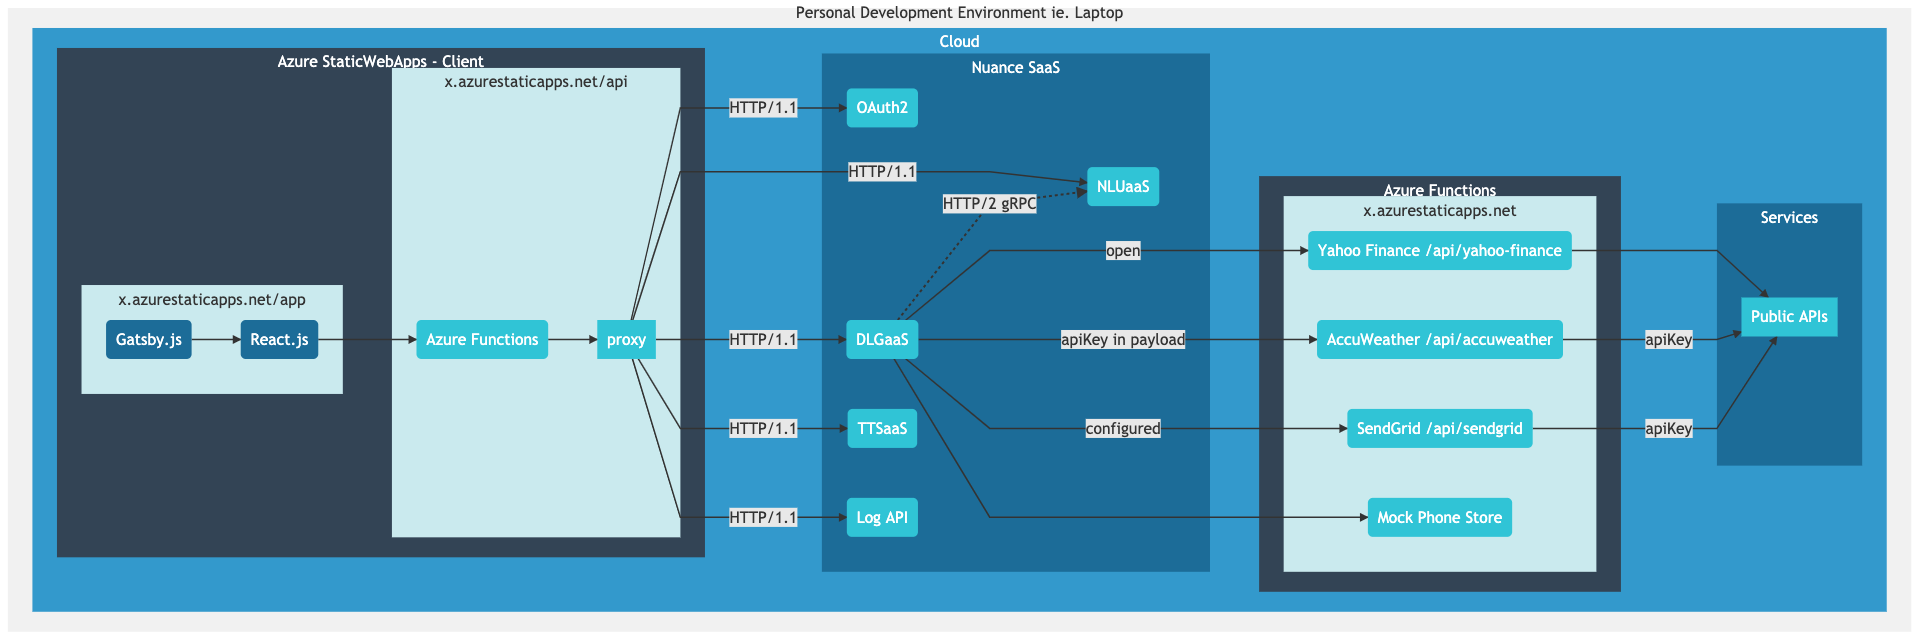 Personal Development Environment ie. Laptop
Cloud
Azure StaticWebApps - Client
x.azurestaticapps.net/api
x.azurestaticapps.net/app
Gatsby.js
React.js
Azure Functions
proxy
HTTP/1.1
HTTP/1.1
HTTP/1.1
HTTP/1.1
HTTP/1.1
Nuance SaaS
OAuth2
NLUaaS
HTTP/2 gRPC
DLGaaS
TTSaaS
Log API
open
apiKey in payload
configured
Azure Functions
x.azurestaticapps.net
Yahoo Finance /api/yahoo-finance
AccuWeather /api/accuweather
SendGrid /api/sendgrid
Mock Phone Store
apiKey
apiKey
Services
Public APIs